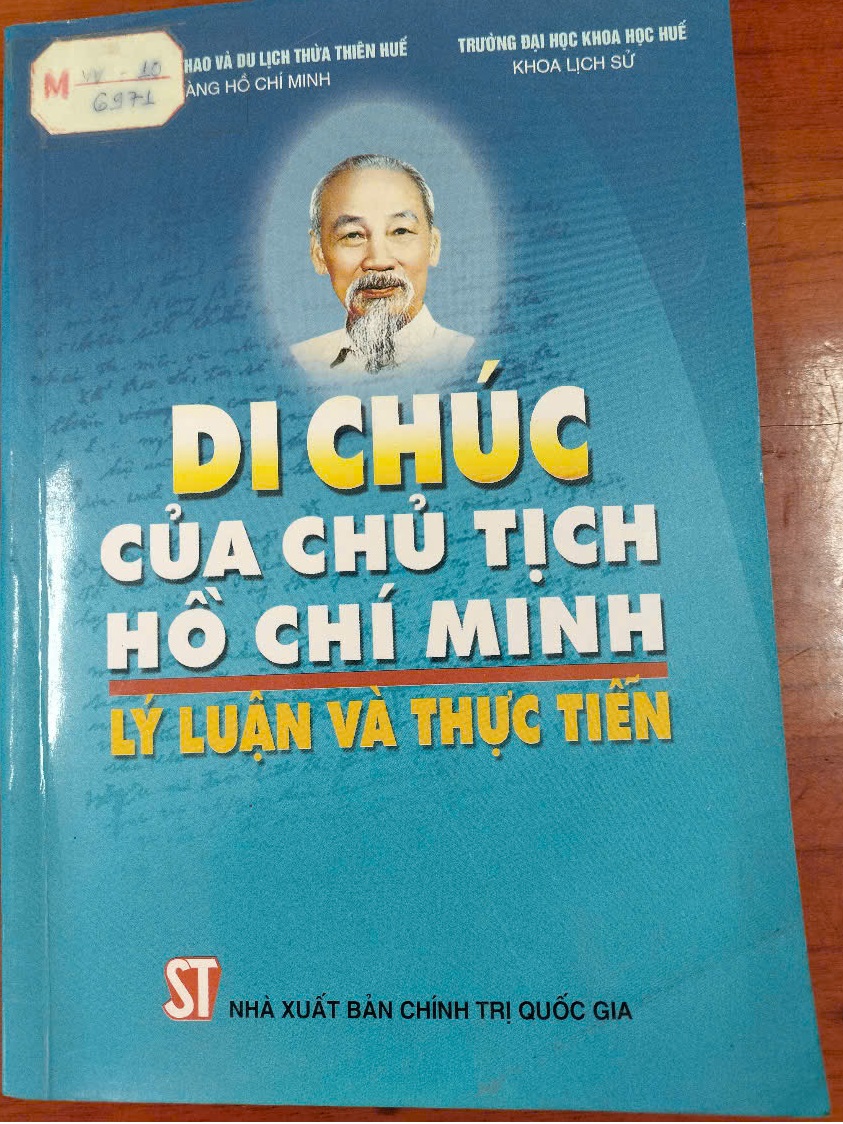 M VV - 10
6971
THAO VÀ DU LỊCH THỪA THIÊN HUẾ
TRƯỜNG ĐẠI HỌC KHOA HỌC HUẾ
ÀNG HỒ CHÍ MINH
KHOA LỊCH SỬ
DI CHÚC
CỦA CHỦ TỊCH
HỒ CHÍ MINH
LÝ LUẬN VÀ THỰC TIỄN
ST NHÀ XUẤT BẢN CHÍNH TRỊ QUỐC GIA